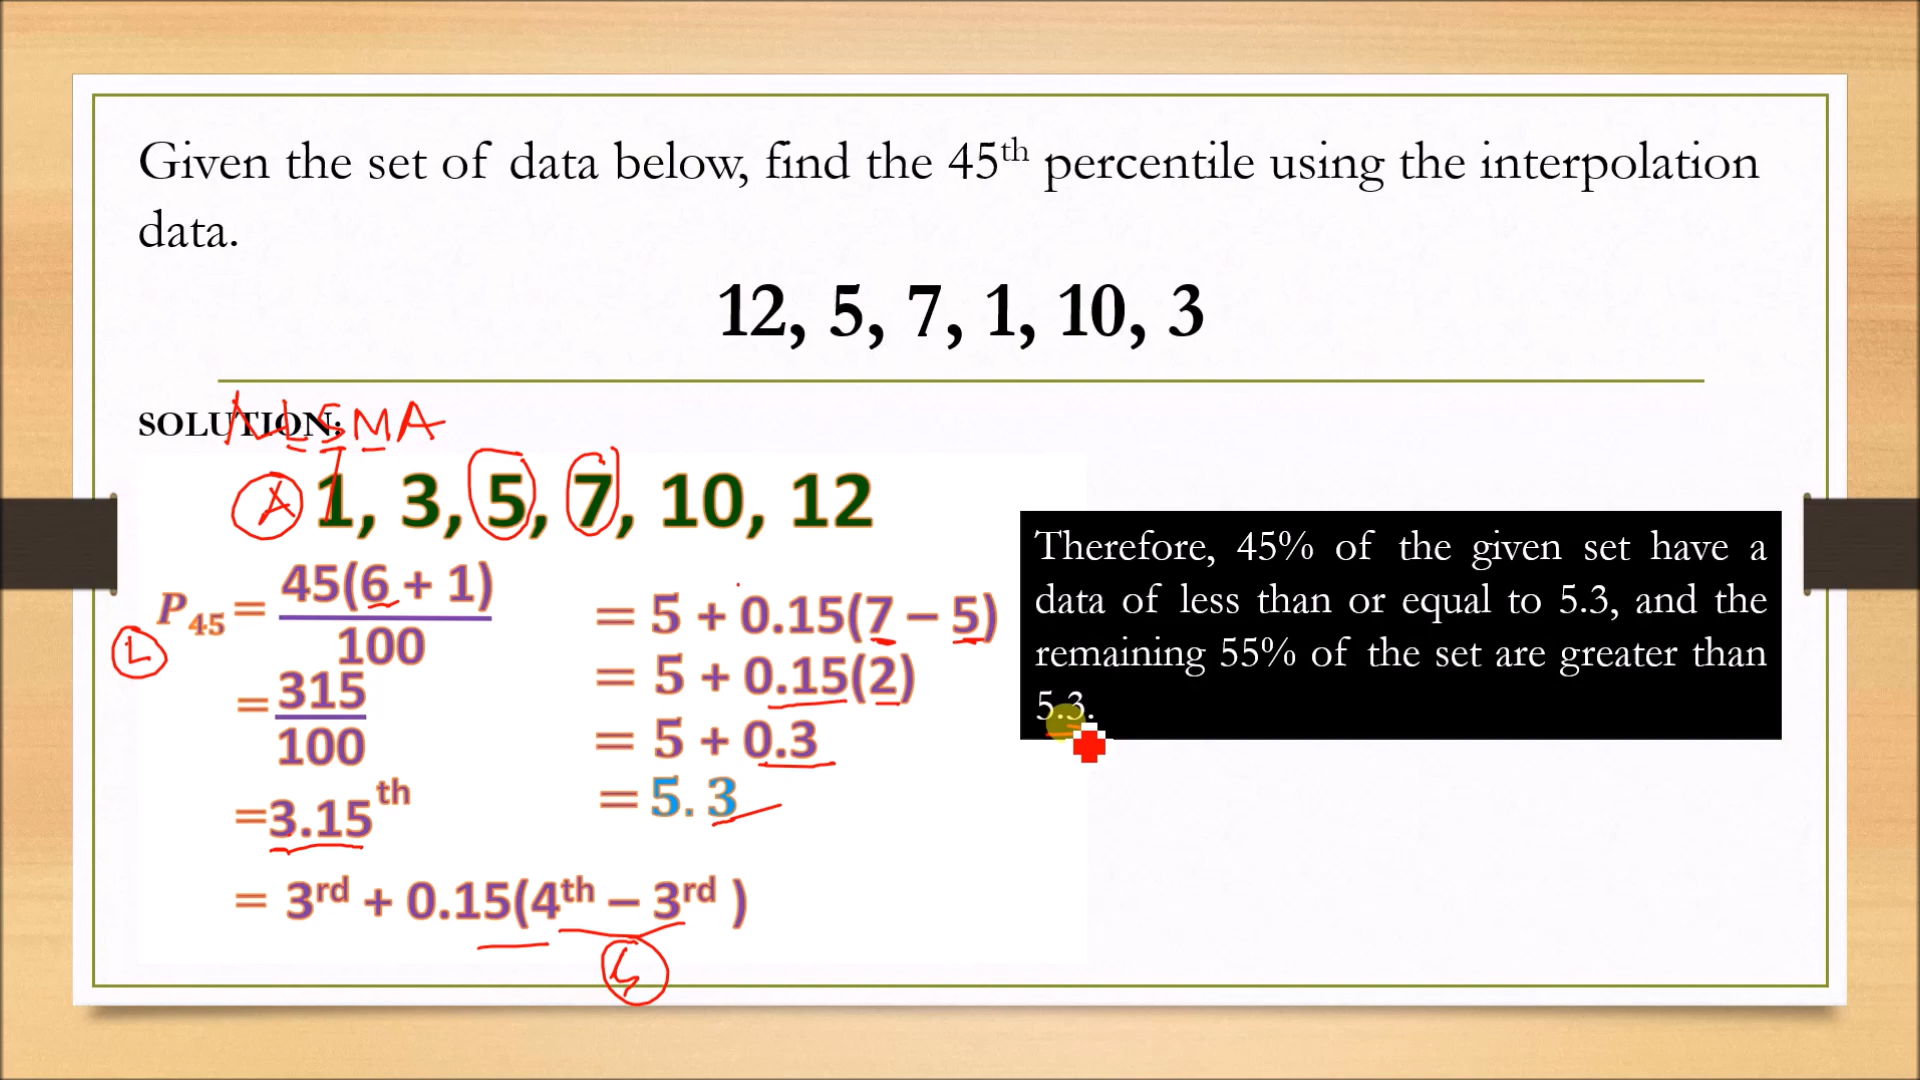 Given the set of data below, find the 45th percentile using the interpolation
data.
12, 5, 7, 1, 10, 3
SOLUTION:
ALSMA
A 1, 3, 5, 7, 10, 12
L P45 = 45(6 + 1)
100
= 315
100
=3.15th
= 3rd + 0.15(4th − 3rd )
S
= 5 + 0.15(7 − 5)
= 5 + 0.15(2)
= 5 + 0.3
= 5.3
Therefore, 45% of the given set have a
data of less than or equal to 5.3, and the
remaining 55% of the set are greater than
5.3.